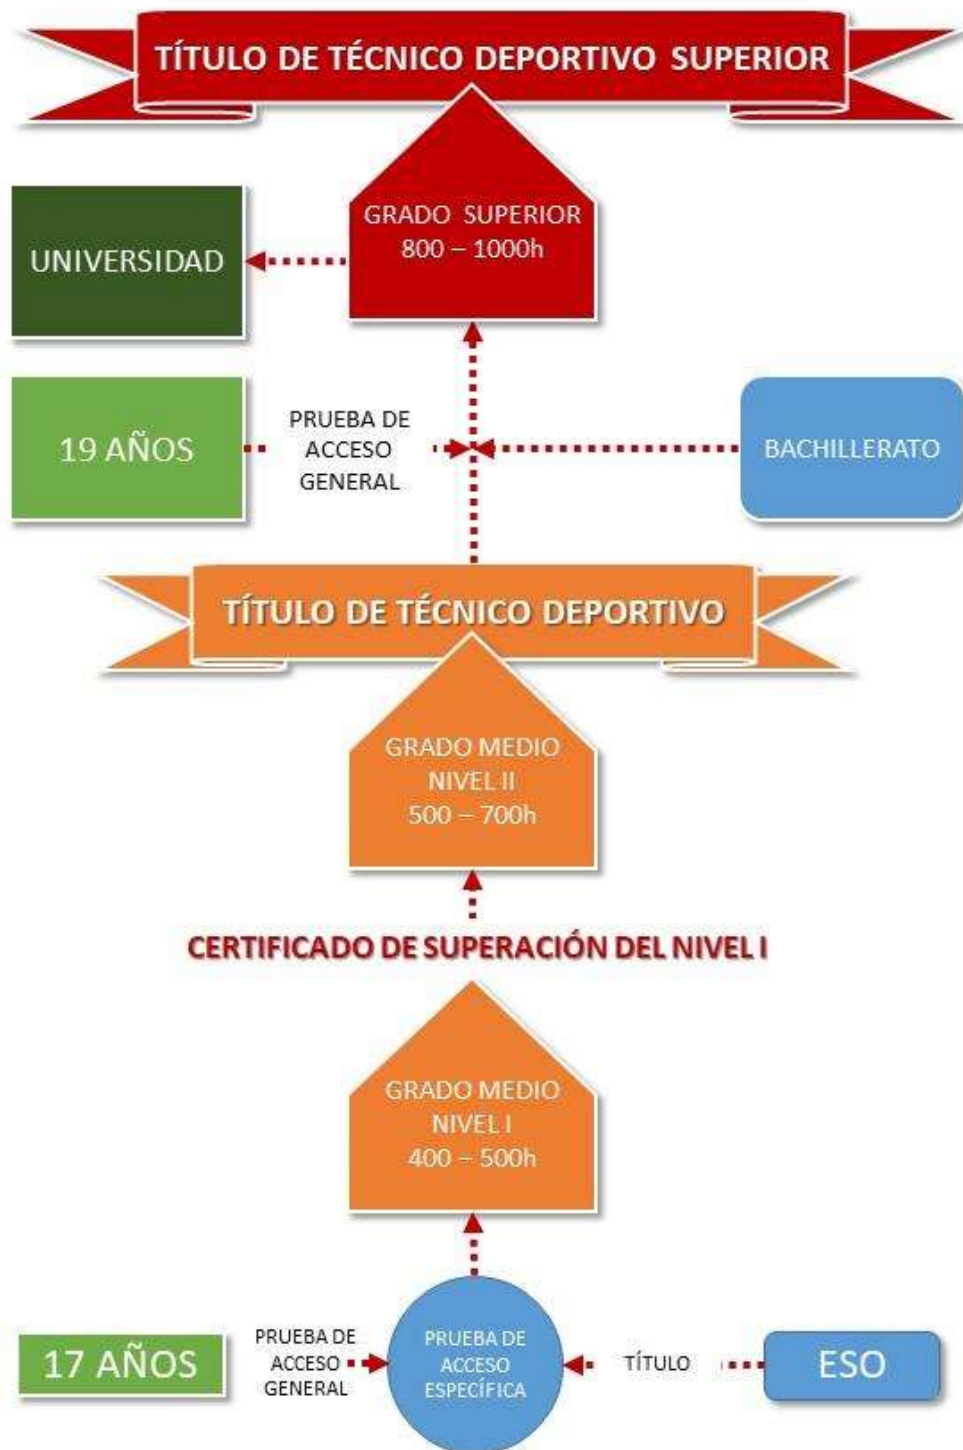 TÍTULO DE TÉCNICO DEPORTIVO SUPERIOR
GRADO SUPERIOR
800 – 1000h
UNIVERSIDAD
19 AÑOS
PRUEBA DE
ACCESO
GENERAL
BACHILLERATO
TÍTULO DE TÉCNICO DEPORTIVO
GRADO MEDIO
NIVEL II
500 – 700h
CERTIFICADO DE SUPERACIÓN DEL NIVEL I
GRADO MEDIO
NIVEL I
400 – 500h
17 AÑOS
PRUEBA DE
ACCESO
GENERAL
PRUEBA DE
ACCESO
ESPECÍFICA
TÍTULO
ESO